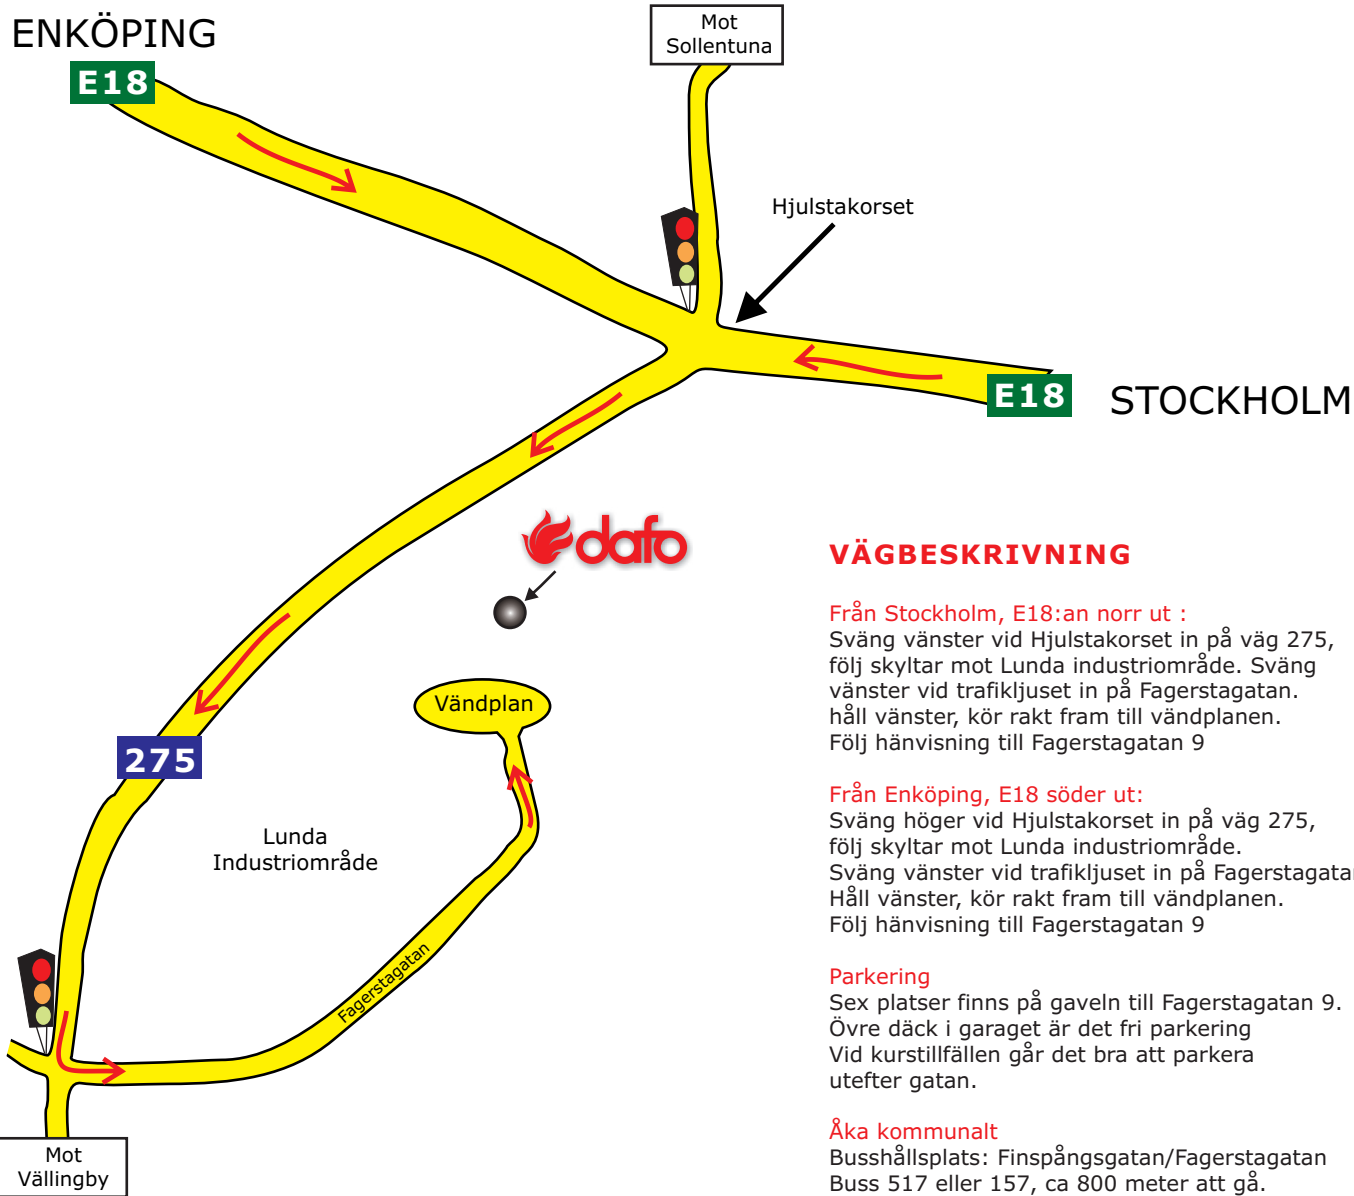 ENKÖPING
E18
Mot
Sollentuna
Hjulstakorset
E18
STOCKHOLM
dafo
Vändplan
275
Lunda
Industriområde
Fagerstagatan
Mot
Vällingby
VÄGBESKRIVNING
Från Stockholm, E18:an norr ut :
Sväng vänster vid Hjulstakorset in på väg 275,
följ skyltar mot Lunda industriområde. Sväng
vänster vid trafikljuset in på Fagerstagatan.
håll vänster, kör rakt fram till vändplanen.
Följ hänvisning till Fagerstagatan 9
Från Enköping, E18 söder ut:
Sväng höger vid Hjulstakorset in på väg 275,
följ skyltar mot Lunda industriområde.
Sväng vänster vid trafikljuset in på Fagerstagata
Håll vänster, kör rakt fram till vändplanen.
Följ hänvisning till Fagerstagatan 9
Parkering
Sex platser finns på gaveln till Fagerstagatan 9.
Övre däck i garaget är det fri parkering
Vid kurstillfällen går det bra att parkera
utefter gatan.
Åka kommunalt
Busshållsplats: Finspångsgatan/Fagerstagatan
Buss 517 eller 157, ca 800 meter att gå.